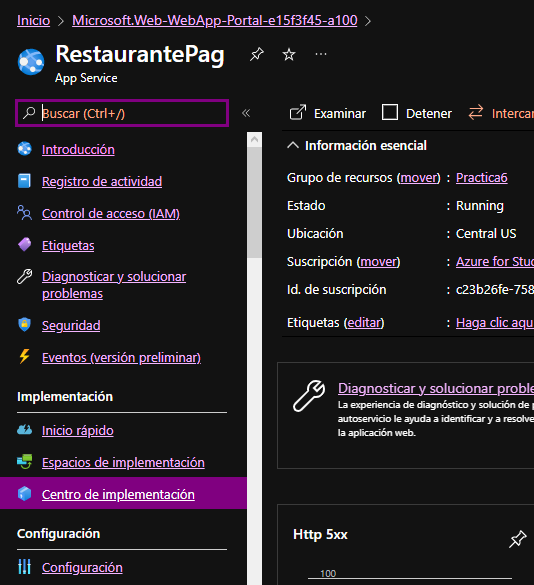 Inicio > Microsoft.Web-WebApp-Portal-e15f3f45-a100 >
RestaurantePag
App Service
Buscar (Ctrl+/)
Introducción
Registro de actividad
Control de acceso (IAM)
Etiquetas
Diagnosticar y solucionar
problemas
Seguridad
Eventos (versión preliminar)
Implementación
Inicio rápido
Espacios de implementación
Centro de implementación
Configuración
Configuración
Examinar Detener Intercar
Información esencial
Grupo de recursos (mover) : Practica6
Estado : Running
Ubicación : Central US
Suscripción (mover) : Azure for Stu
Id. de suscripción : c23b26fe-758
Etiquetas (editar) : Haga clic aqu
Diagnosticar y solucionar proble
La experiencia de diagnóstico y solución de p
autoservicio le ayuda a identificar y a resolve
la aplicación web.
Http 5xx
100